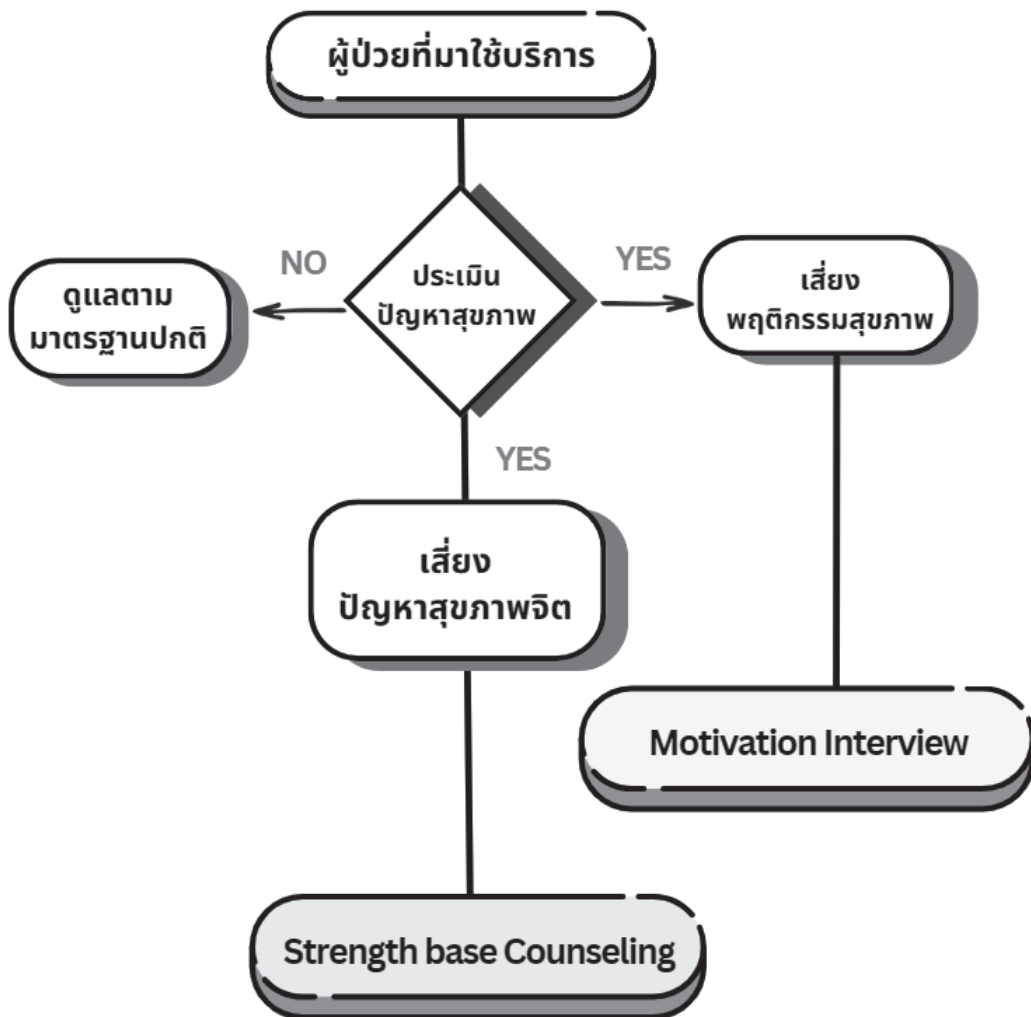 ผู้ป่วยที่มาใช้บริการ
NO
YES
ประเมิน
ปัญหาสุขภาพ
ดูแลตาม
มาตรฐานปกติ
เสี่ยง
พฤติกรรมสุขภาพ
YES
เสี่ยง
ปัญหาสุขภาพจิต
Motivation Interview
Strength base Counseling